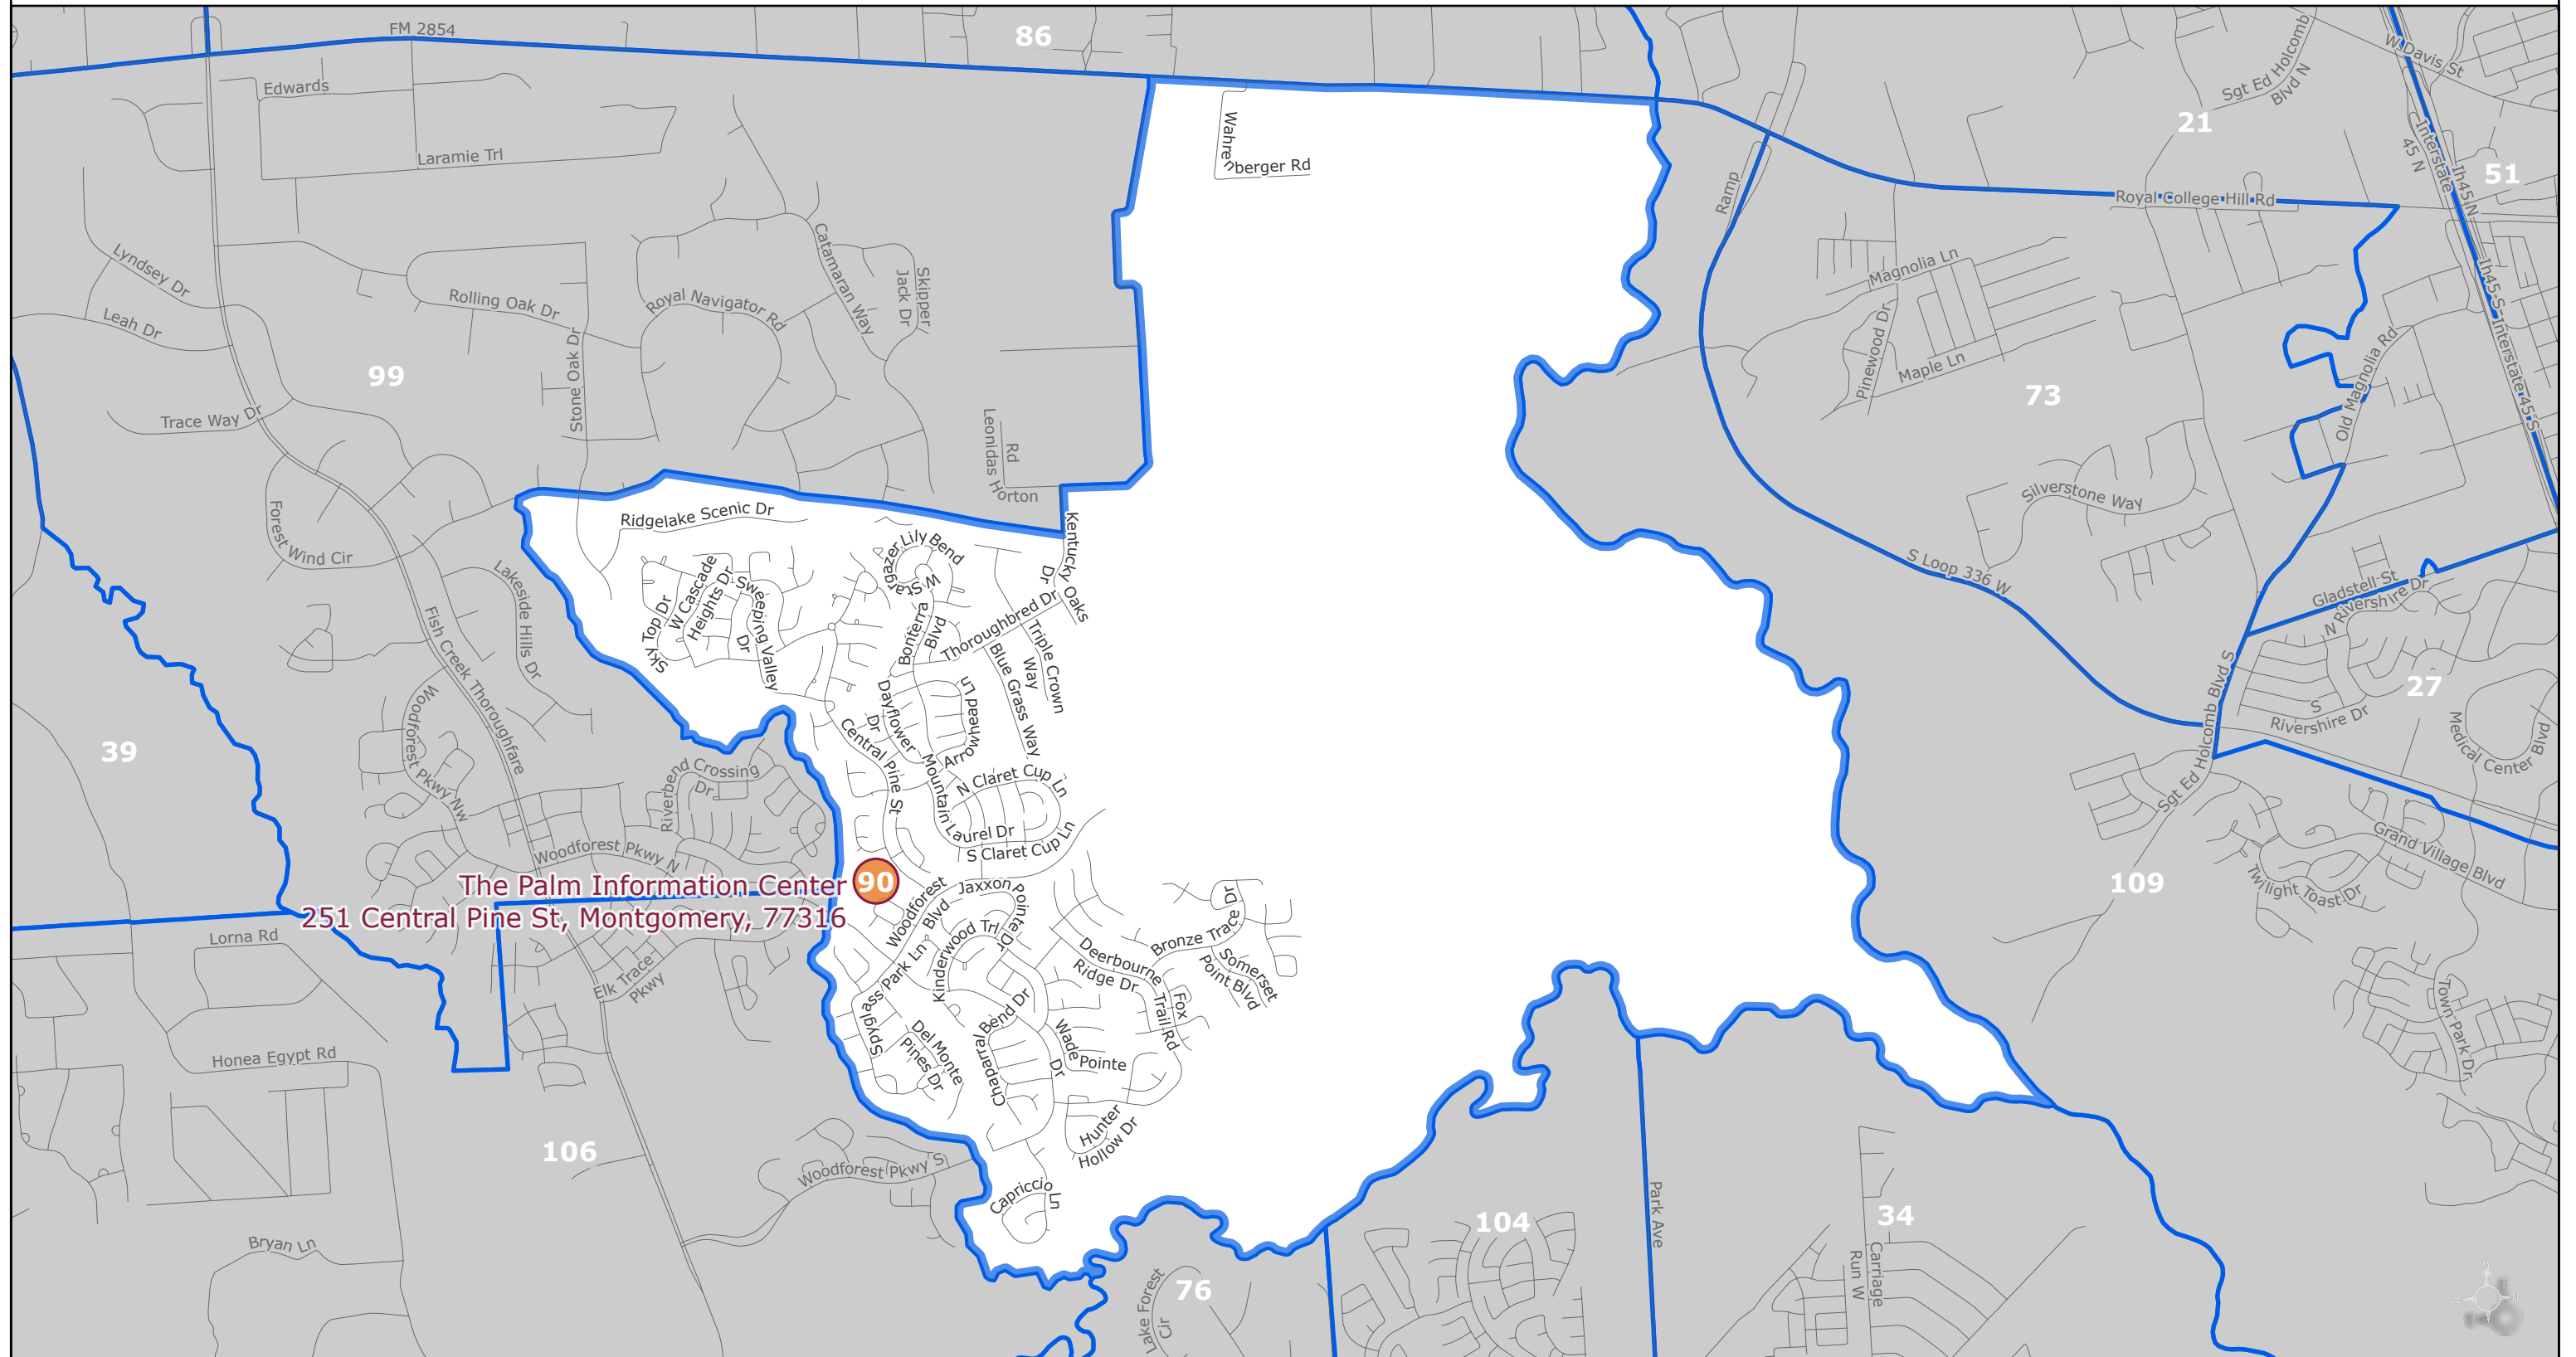 FM 2854
86
W Davis St
Sgt Ed Holcomb
Blvd N
Edwards
21
Wahrenberger Rd
Interstate
45 N
Ih45 N
51
Laramie Trl
Ramp
Royal College Hill Rd
Lyndsey Dr
Leah Dr
Rolling Oak Dr
Royal Navigator Rd
Catamaran Way
Skipper
Jack Dr
Magnolia Ln
Pinewood Dr
Maple Ln
Ih45 S
Interstate 45 S
Old Magnolia Rd
99
73
Stone Oak Dr
Trace Way Dr
Leonidas Horton
Rd
Forest Wind Cir
Ridgelake Scenic Dr
Silverstone Way
S Loop 336 W
Kentucky Oaks
Dr
W Stargazer Lily Bend
W Cascade
Heights Dr
Sky Top Dr
Sweeping Valley
Dr
Bonterra
Blvd
Thoroughbred Dr
Triple Crown
Way
Blue Grass Way
Lakeside Hills Dr
Fish Creek Thoroughfare
Gladstell St
N Rivershire Dr
27
S
Rivershire Dr
Medical Center Blvd
Sgt Ed Holcomb Blvd S
39
Woodforest Pkwy Nw
Dayflower
Dr
Arrowhead Ln
Central Pine St
Mountain Laurel Dr
N Claret Cup Ln
S Claret Cup Ln
Riverbend Crossing
Dr
Woodforest Pkwy N
Grand Village Blvd
Twilight Toast Dr
109
90
The Palm Information Center
251 Central Pine St, Montgomery, 77316
Woodforest
Blvd
Jaxxon Pointe Dr
Kinderwood Trl
Spyglass Park Ln
Deerbourne
Ridge Dr
Bronze Trace Dr
Somerset
Point Blvd
Fox
Trail Rd
Lorna Rd
Elk Trace
Pkwy
Honea Egypt Rd
Del Monte
Pines Dr
Chaparral Bend Dr
Wade Pointe
Dr
Hunter
Hollow Dr
Town Park Dr
106
Woodforest Pkwy S
Capriccio Ln
Bryan Ln
104
Park Ave
34
Carriage
Run W
76
Lake Forest
Cir